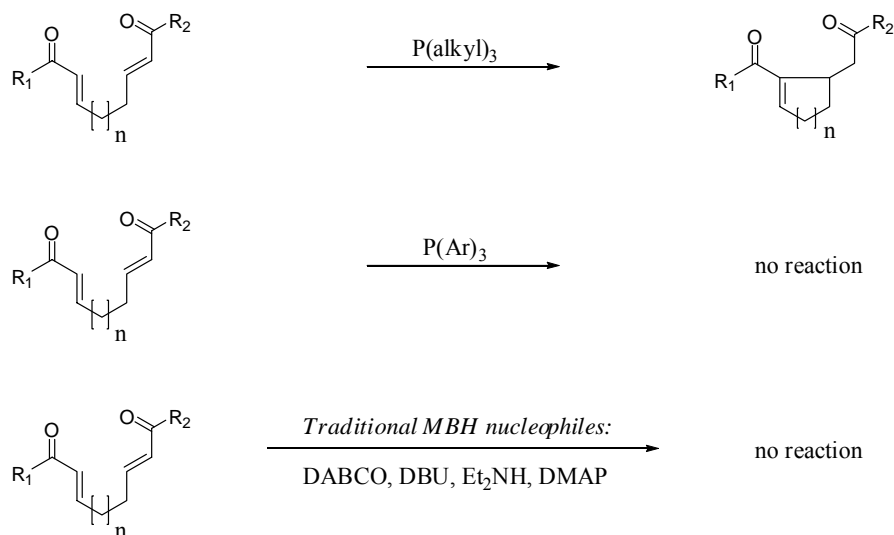 O O R2
R1
n
P(alkyl)3
O O R2
R1
n
O O R2
R1
n
P(Ar)3
no reaction
O O R2
R1
n
Traditional MBH nucleophiles:
DABCO, DBU, Et2NH, DMAP
no reaction